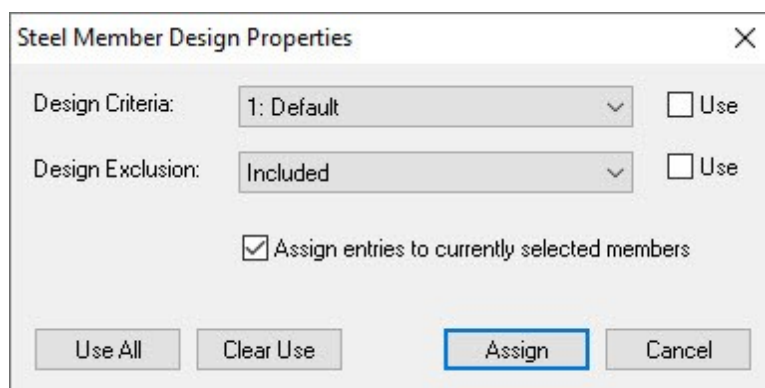 Steel Member Design Properties
Design Criteria: 1: Default Use
Design Exclusion: Included Use
Assign entries to currently selected members
Use All Clear Use Assign Cancel